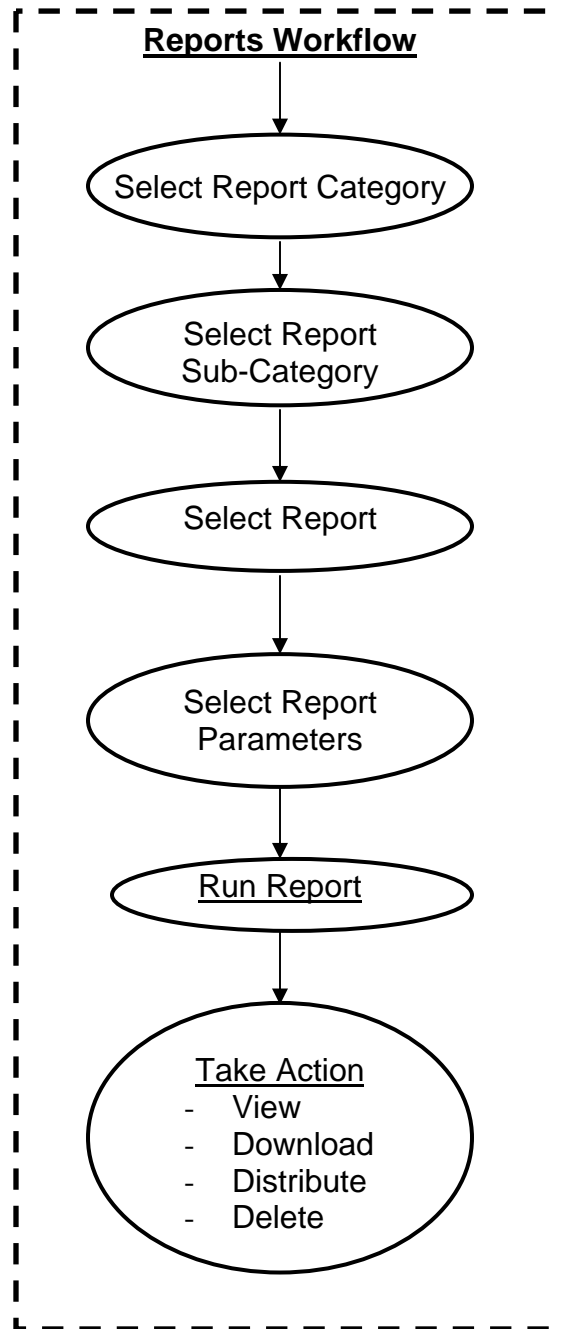 Reports Workflow
Select Report Category
Select Report
Sub-Category
Select Report
Select Report
Parameters
Run Report
Take Action
- View
- Download
- Distribute
- Delete